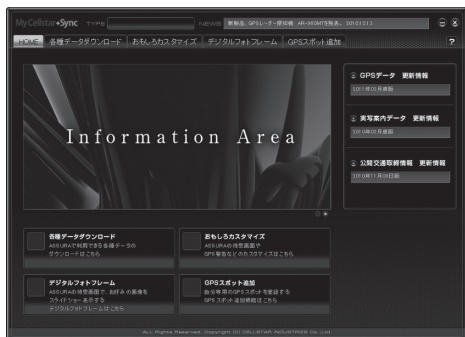 MyCellstar+Sync TYPE NEWS 新製品、GPSレーダー探知機 AR-960MTを発表。 2010/12/13
HOME 各種データダウンロード おもしろカスタマイズ デジタルフォトフレーム GPSスポット追加 ?
Information Area
GPSデータ 更新情報
2011年02月度版
実写案内データ 更新情報
2010年02月度版
公開交通取締情報 更新情報
2010年11月08日版
各種データダウンロード
ASSURAで利用できる各種データの
ダウンロードはこちら
おもしろカスタマイズ
ASSURAの待受画面や
GPS警告などのカスタマイズはこちら
デジタルフォトフレーム
ASSURAの待受画面で、お好みの画像を
スライドショー表示する
デジタルフォトフレームはこちら
GPSスポット追加
自分専用のGPSスポットを登録する
GPSスポット追加機能はこちら
ALL Rights Reserved. Copyright (C) CELLSTAR INDUSTRIES Co.,Ltd.